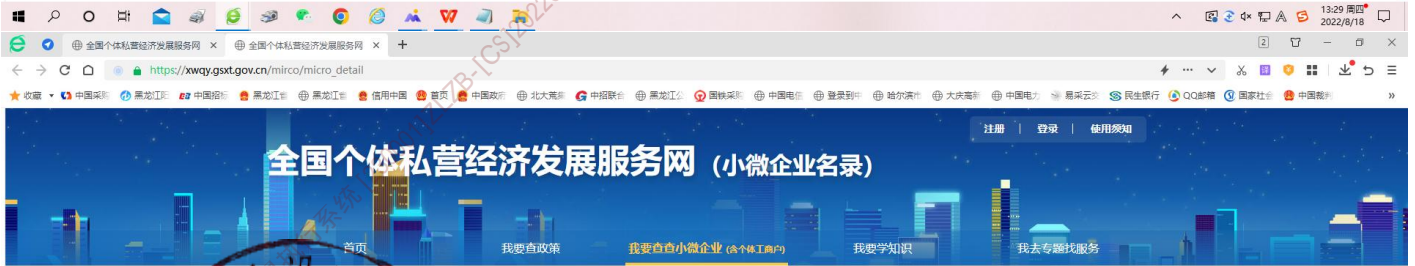 13:29 周四
2022/8/18
全国个体私营经济发展服务网 × 全国个体私营经济发展服务网 × +
2
https://xwqy.gsxt.gov.cn/mirco/micro_detail
收藏 中国采购 黑龙江 中国招标 黑龙江省 黑龙江省 信用中国 首页 中国政府 北大荒 中招联合 黑龙江公 国铁采购 中国电信 登录到 哈尔滨市 大庆高新 中国电力 易采云交 民生银行 QQ邮箱 国家社会 中国裁判 »
注册 | 登录 | 使用须知
全国个体私营经济发展服务网 (小微企业名录)
首页 我要查政策 我要查查小微企业 (含个体工商户) 我要学知识 我去专题找服务